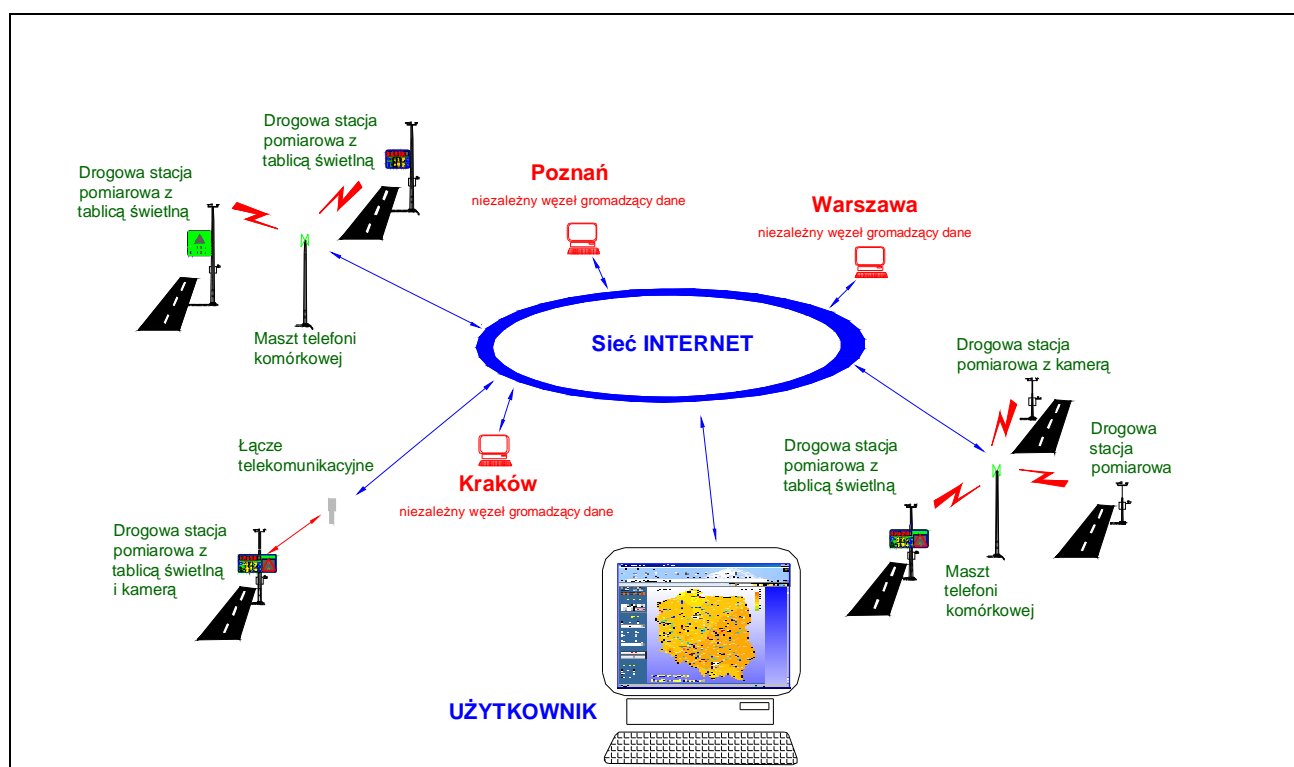 Drogowa stacja
pomiarowa z
tablicą świetlną
Drogowa stacja
pomiarowa z
tablicą świetlną
Maszt telefoni
komórkowej
Poznań
niezależny węzeł gromadzący dane
Warszawa
niezależny węzeł gromadzący dane
Sieć INTERNET
Drogowa stacja
pomiarowa z kamerą
Drogowa
stacja
pomiarowa
Drogowa stacja
pomiarowa z
tablicą świetlną
Maszt
telefoni
komórkowej
Łącze
telekomunikacyjne
Kraków
niezależny węzeł gromadzący dane
Drogowa stacja
pomiarowa z
tablicą świetlną
i kamerą
UŻYTKOWNIK